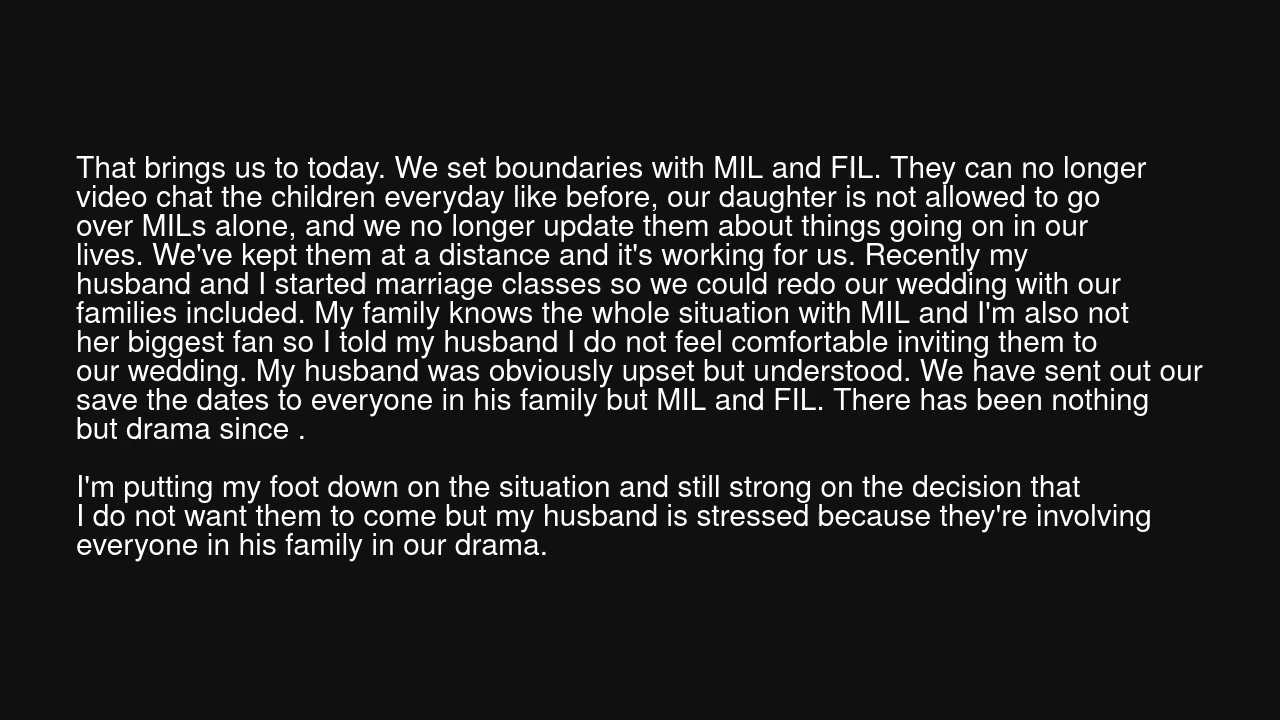 That brings us to today. We set boundaries with MIL and FIL. They can no longer
video chat the children everyday like before, our daughter is not allowed to go
over MILs alone, and we no longer update them about things going on in our
lives. We've kept them at a distance and it's working for us. Recently my
husband and I started marriage classes so we could redo our wedding with our
families included. My family knows the whole situation with MIL and I'm also not
her biggest fan so I told my husband I do not feel comfortable inviting them to
our wedding. My husband was obviously upset but understood. We have sent out our
save the dates to everyone in his family but MIL and FIL. There has been nothing
but drama since .
I'm putting my foot down on the situation and still strong on the decision that
I do not want them to come but my husband is stressed because they're involving
everyone in his family in our drama.